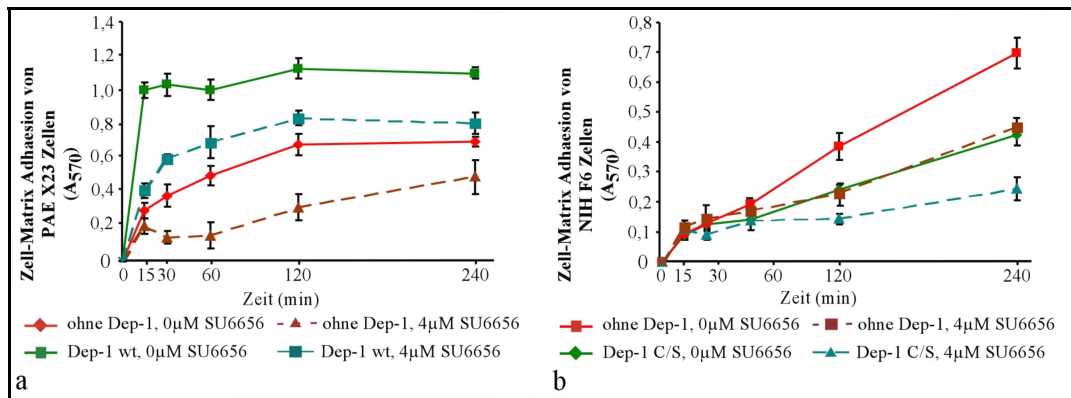 Zell-Matrix Adhaesion von
PAE X23 Zellen
(A570)
1,4
1,2
1,0
0,8
0,6
0,4
0,2
0
0 15 30 60 120 240
Zeit (min)
ohne Dep-1, 0µM SU6656
ohne Dep-1, 4µM SU6656
Dep-1 wt, 0µM SU6656
Dep-1 wt, 4µM SU6656
a
Zell-Matrix Adhaesion von
NIH F6 Zellen
(A570)
0,8
0,7
0,6
0,5
0,4
0,3
0,2
0,1
0
0 15 30 60 120 240
Zeit (min)
ohne Dep-1, 0µM SU6656
ohne Dep-1, 4µM SU6656
Dep-1 C/S, 0µM SU6656
Dep-1 C/S, 4µM SU6656
b